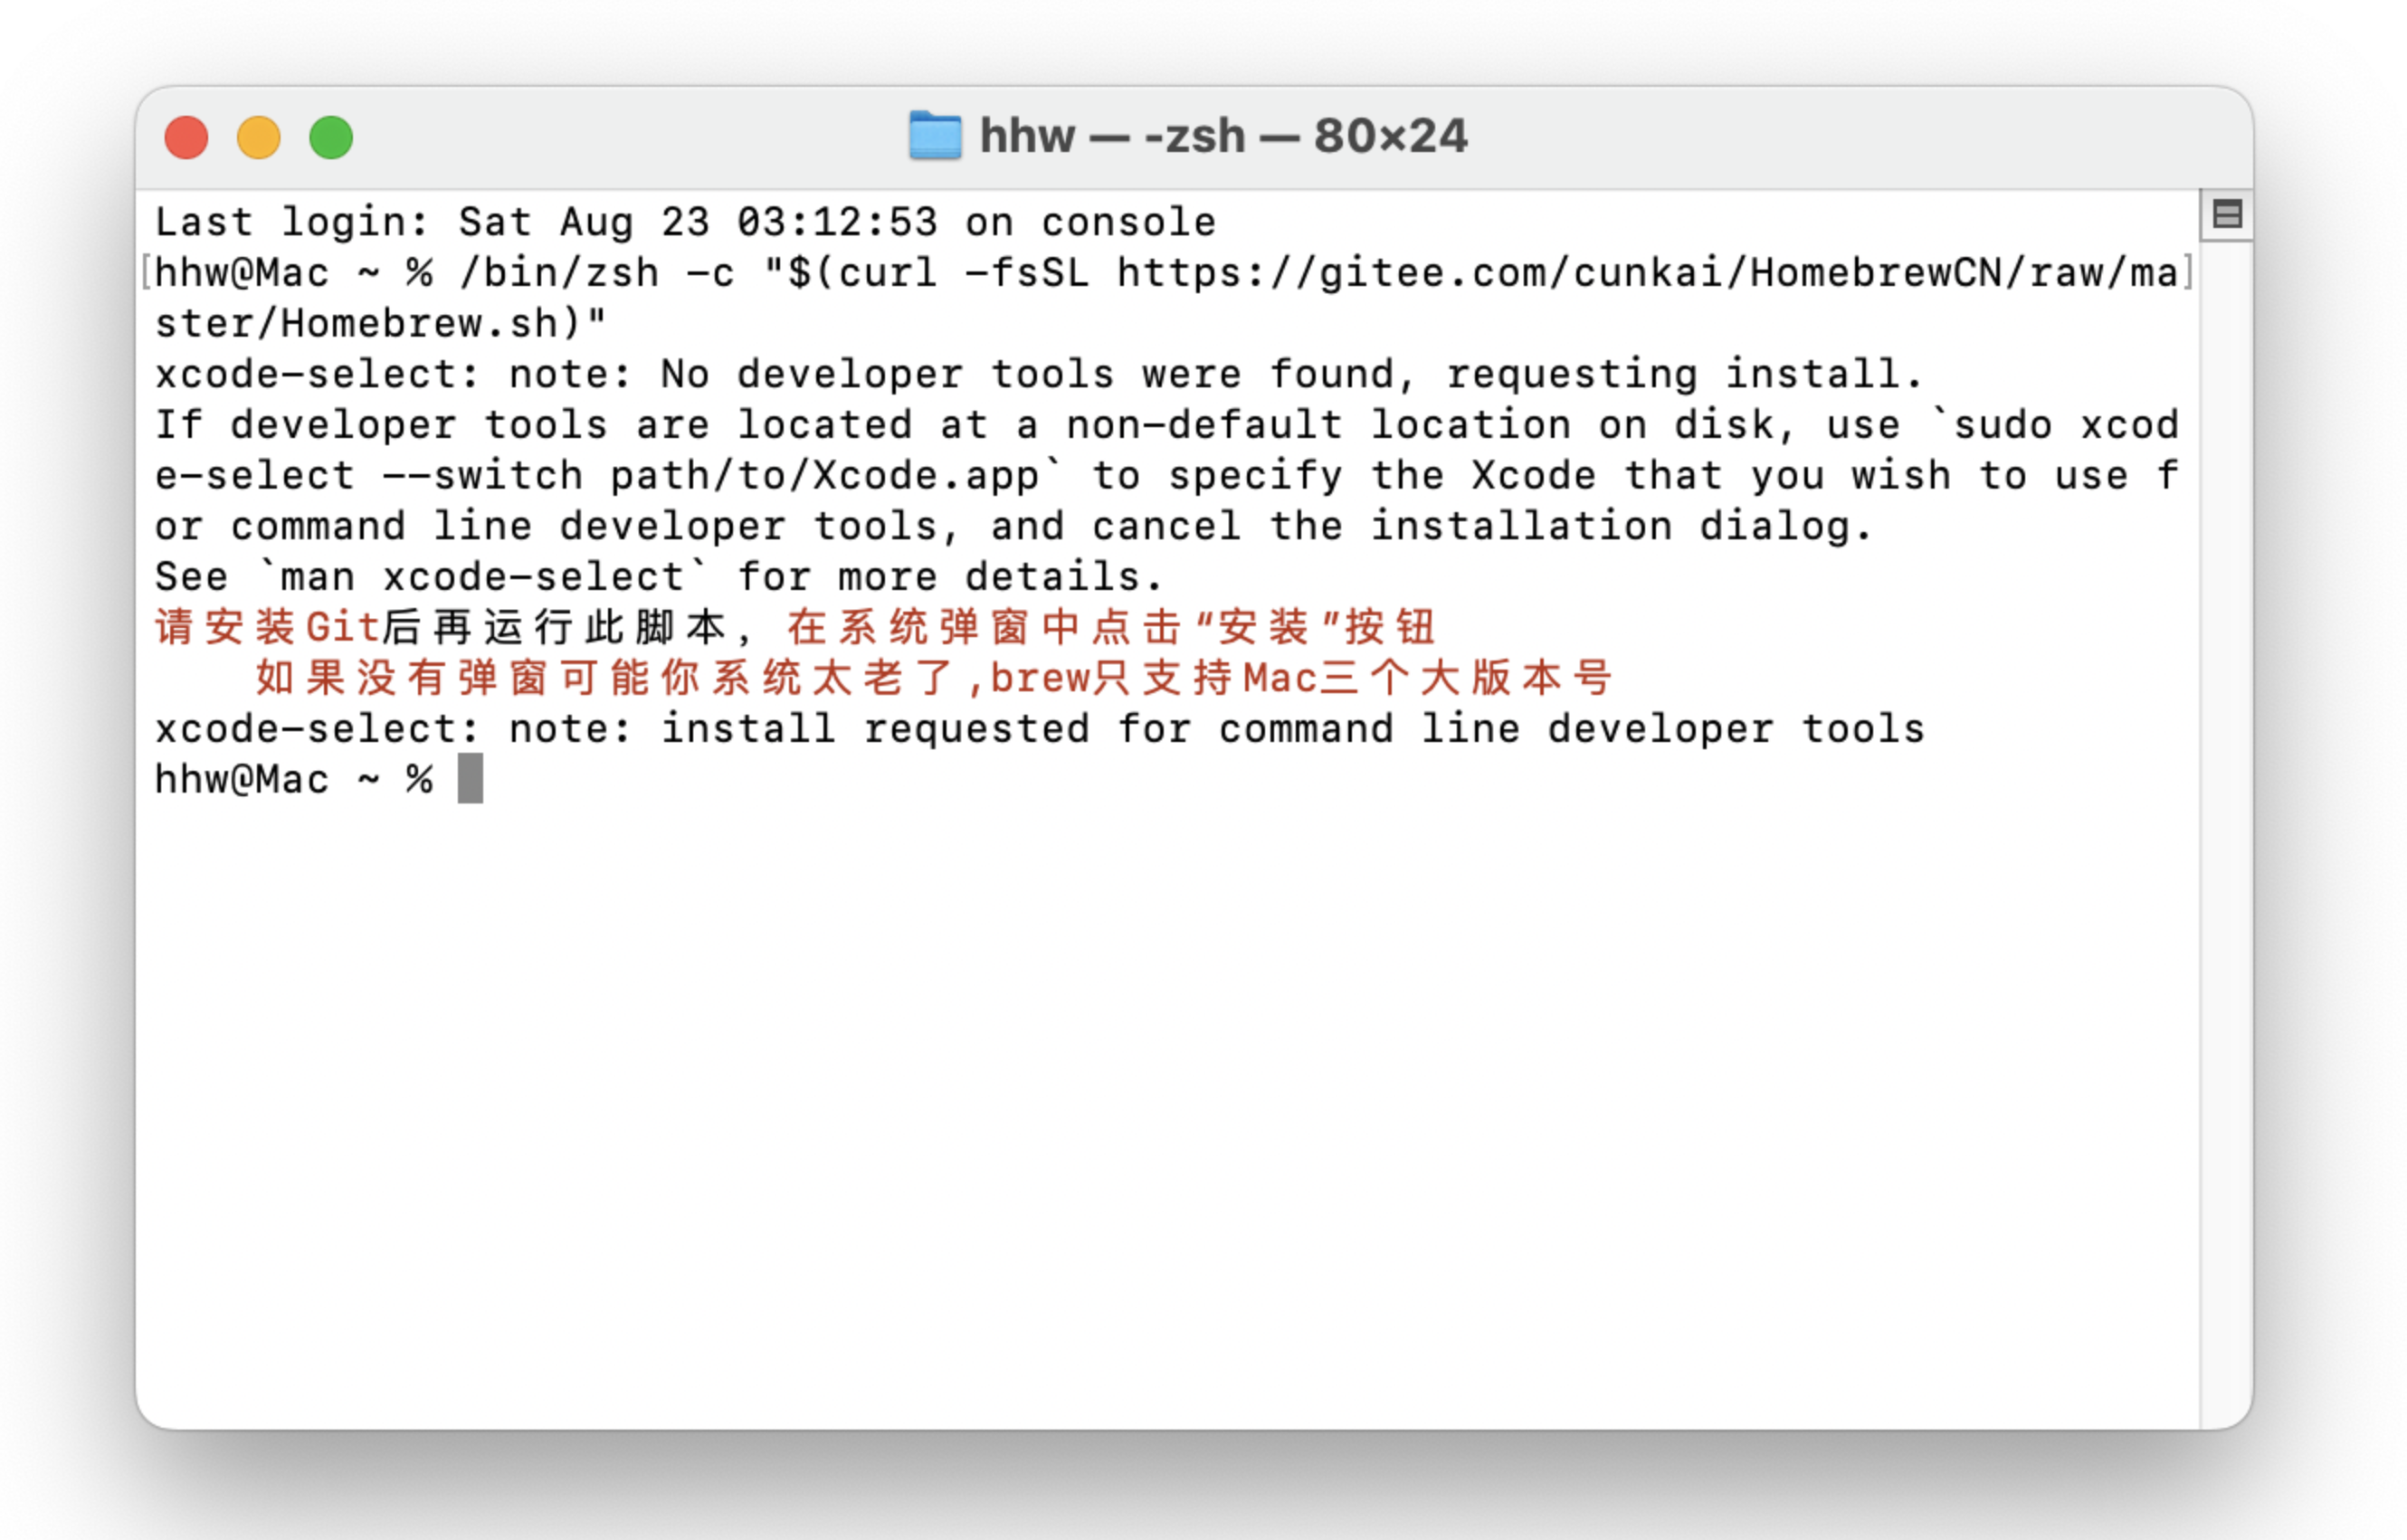 hhw — -zsh — 80×24
Last login: Sat Aug 23 03:12:53 on console
[hhw@Mac ~ % /bin/zsh -c "$(curl -fsSL https://gitee.com/cunkai/HomebrewCN/raw/ma]
ster/Homebrew.sh)"
xcode-select: note: No developer tools were found, requesting install.
If developer tools are located at a non-default location on disk, use `sudo xcod
e-select --switch path/to/Xcode.app` to specify the Xcode that you wish to use f
or command line developer tools, and cancel the installation dialog.
See `man xcode-select` for more details.
请安装Git后再运行此脚本，在系统弹窗中点击“安装”按钮
    如果没有弹窗可能你系统太老了,brew只支持Mac三个大版本号
xcode-select: note: install requested for command line developer tools
hhw@Mac ~ %